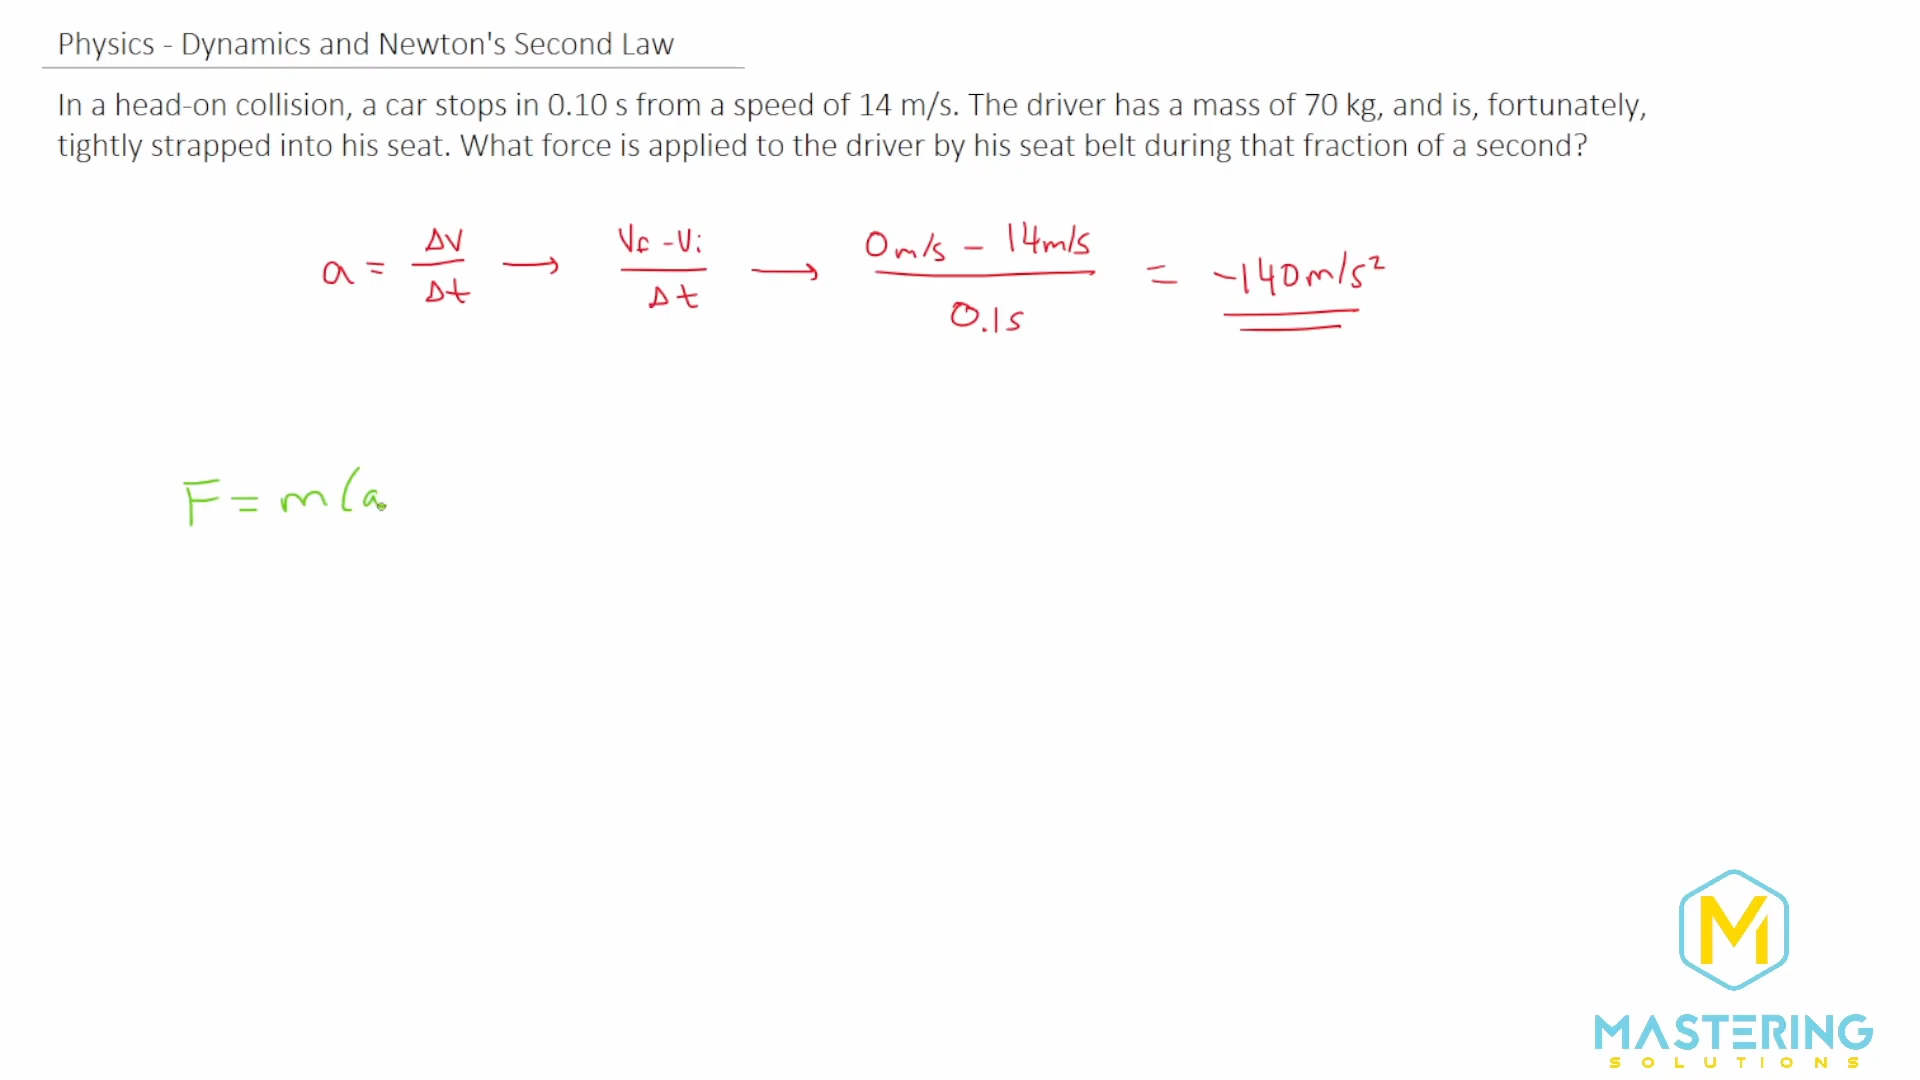 Physics - Dynamics and Newton's Second Law
In a head-on collision, a car stops in 0.10 s from a speed of 14 m/s. The driver has a mass of 70 kg, and is, fortunately,
tightly strapped into his seat. What force is applied to the driver by his seat belt during that fraction of a second?
a = Δv/Δt → Vf - Vi/Δt → 0m/s - 14m/s/0.1s = -140m/s²
F = m(a
M
MASTERING
SOLUTIONS